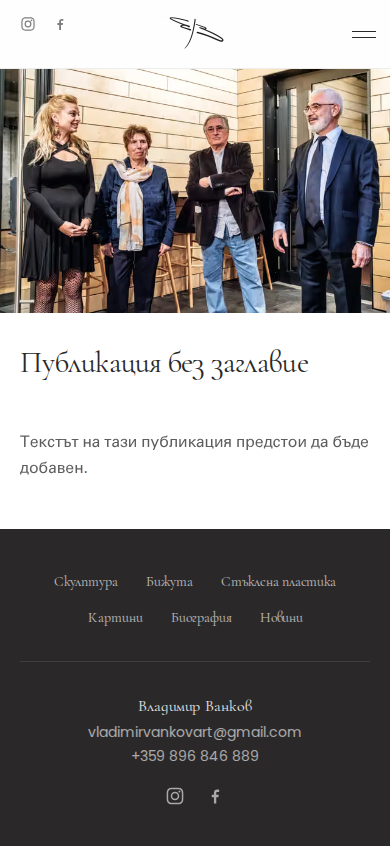 Публикация без заглавие
Текстът на тази публикация предстои да бъде
добавен.
Скулптура Бижута Стъклена пластика
Картини Биография Новини
Владимир Ванков
vladimirvankovart@gmail.com
+359 896 846 889